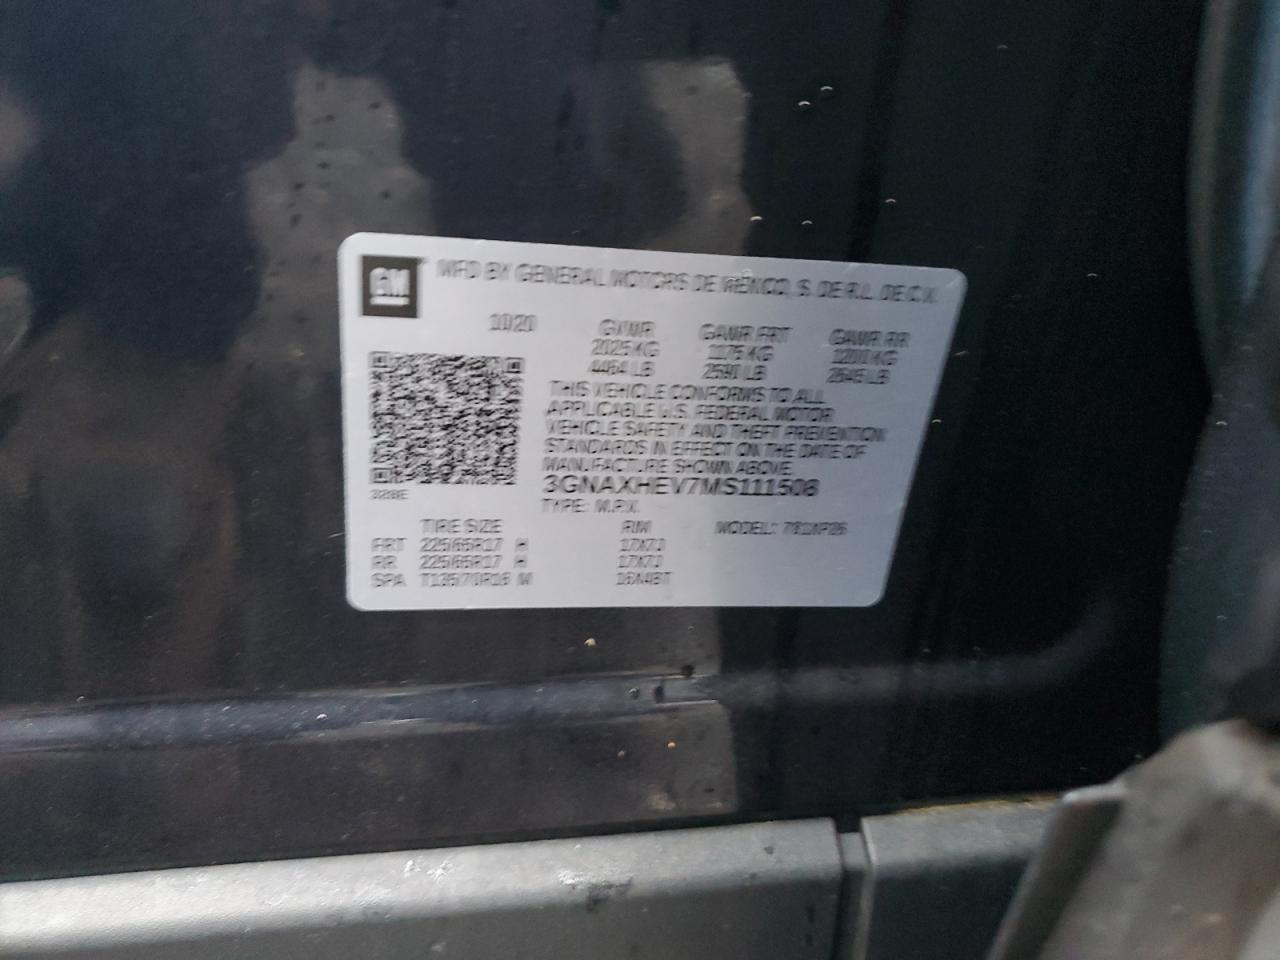 GM MFD BY GENERAL MOTORS DE MEXICO, S. DE R.L. DE C.V.
10/20 GVWR GAWR FRT GAWR RR
2025 KG 1175 KG 1200 KG
4464 LB 2590 LB 2645 LB
THIS VEHICLE CONFORMS TO ALL
APPLICABLE U.S. FEDERAL MOTOR
VEHICLE SAFETY AND THEFT PREVENTION
STANDARDS IN EFFECT ON THE DATE OF
MANUFACTURE SHOWN ABOVE.
3GNAXHEV7MS111508
TYPE: M.P.V.
TIRE SIZE RIM MODEL:
FRT 225/65R17 H 17X7J
RR 225/65R17 H 17X7J
SPA T135/70R16 M 16X4BT